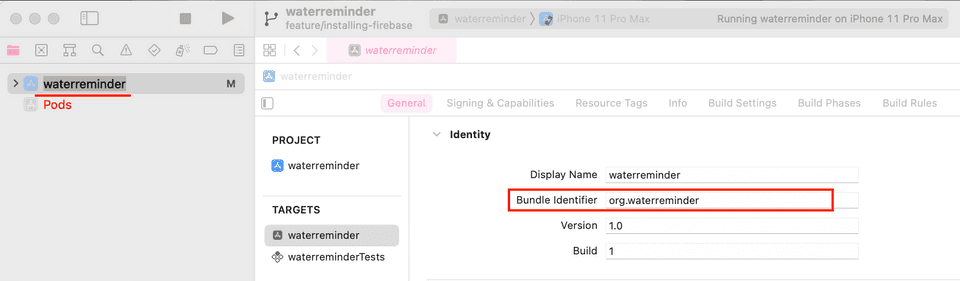 waterreminder
feature/installing-firebase
waterreminder
iPhone 11 Pro Max
Running waterreminder on iPhone 11 Pro Max
waterreminder
waterreminder M
Pods
waterreminder
General Signing & Capabilities Resource Tags Info Build Settings Build Phases Build Rules
PROJECT
waterreminder
TARGETS
waterreminder
waterreminderTests
Identity
Display Name waterreminder
Bundle Identifier org.waterreminder
Version 1.0
Build 1